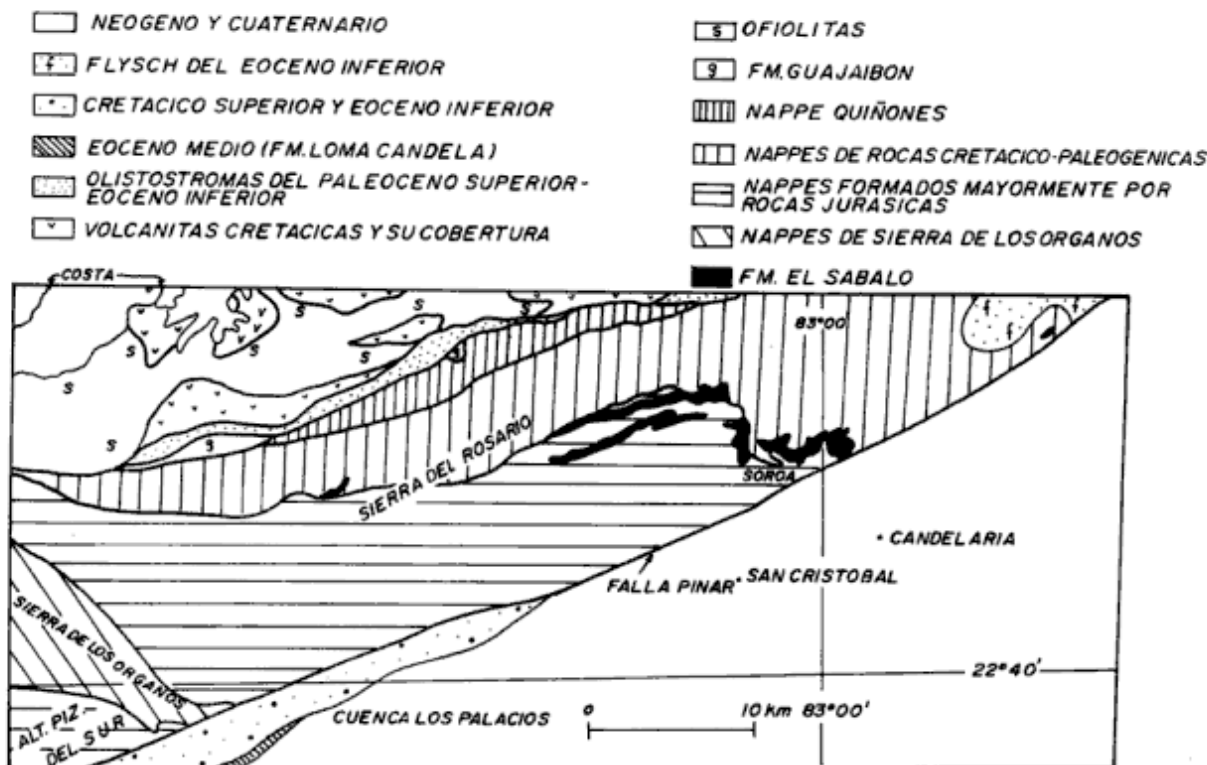 NEOGENO Y CUATERNARIO
f FLYSCH DEL EOCENO INFERIOR
CRETACICO SUPERIOR Y EOCENO INFERIOR
EOCENO MEDIO (FM. LOMA CANDELA)
OLISTOSTROMAS DEL PALEOCENO SUPERIOR-
EOCENO INFERIOR
v VOLCANITAS CRETACICAS Y SU COBERTURA
s OFIOLITAS
g FM. GUAJAIBON
NAPPE QUIÑONES
NAPPES DE ROCAS CRETACICO-PALEOGENICAS
NAPPES FORMADOS MAYORMENTE POR
ROCAS JURASICAS
NAPPES DE SIERRA DE LOS ORGANOS
FM. EL SABALO
COSTA
83°00
SIERRA DEL ROSARIO
SOROA
CANDELARIA
FALLA PINAR
SAN CRISTOBAL
SIERRA DE LOS ORGANOS
22°40'
ALT. PIZ.
DEL SUR
CUENCA LOS PALACIOS
0 10 km 83°00'